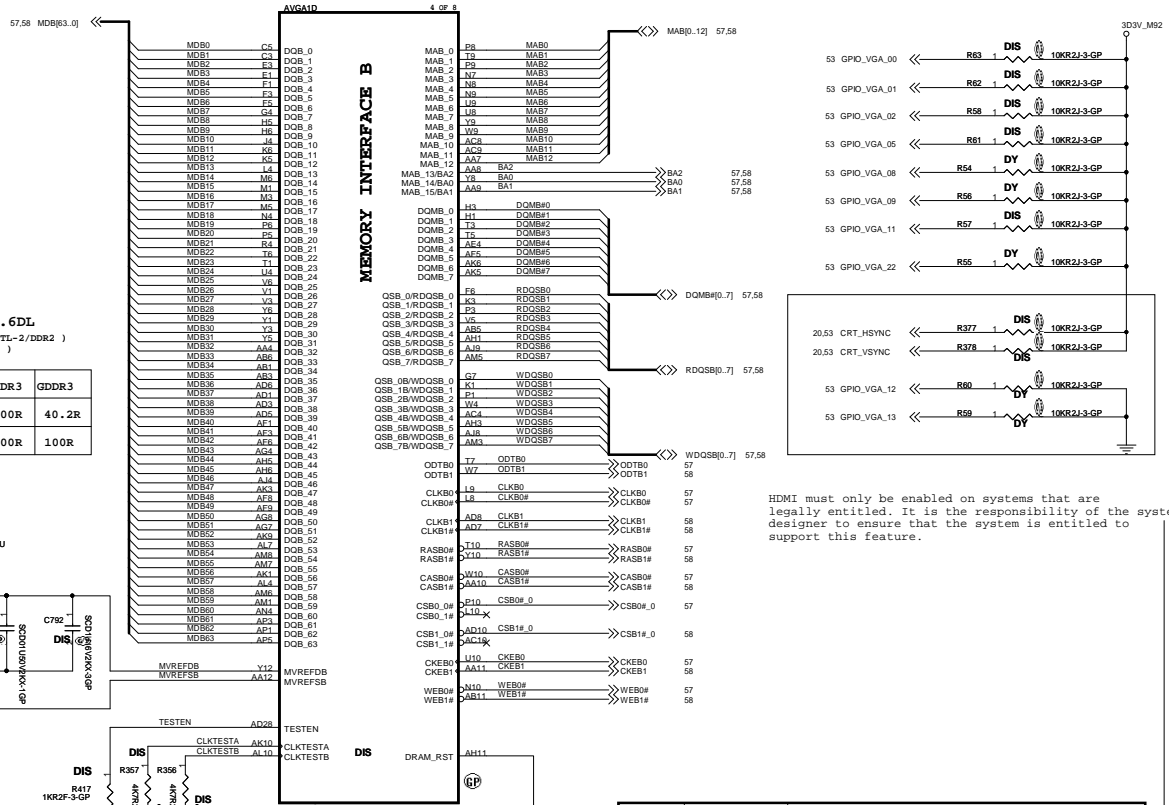 57,58 MDB[63..0]
AVGA1D
4 OF 8
MEMORY INTERFACE B
MDB0 C5 DQB_0
MDB1 C3 DQB_1
MDB2 E3 DQB_2
MDB3 E1 DQB_3
MDB4 F1 DQB_4
MDB5 F3 DQB_5
MDB6 F5 DQB_6
MDB7 G4 DQB_7
MDB8 H5 DQB_8
MDB9 H6 DQB_9
MDB10 J4 DQB_10
MDB11 K6 DQB_11
MDB12 K5 DQB_12
MDB13 L4 DQB_13
MDB14 M6 DQB_14
MDB15 M1 DQB_15
MDB16 M3 DQB_16
MDB17 M5 DQB_17
MDB18 N4 DQB_18
MDB19 P6 DQB_19
MDB20 P5 DQB_20
MDB21 R4 DQB_21
MDB22 T6 DQB_22
MDB23 T1 DQB_23
MDB24 U4 DQB_24
MDB25 V6 DQB_25
MDB26 V1 DQB_26
MDB27 V3 DQB_27
MDB28 Y6 DQB_28
MDB29 Y1 DQB_29
MDB30 Y3 DQB_30
MDB31 Y5 DQB_31
MDB32 AA4 DQB_32
MDB33 AB6 DQB_33
MDB34 AB1 DQB_34
MDB35 AB3 DQB_35
MDB36 AD6 DQB_36
MDB37 AD1 DQB_37
MDB38 AD3 DQB_38
MDB39 AD5 DQB_39
MDB40 AF1 DQB_40
MDB41 AF3 DQB_41
MDB42 AF6 DQB_42
MDB43 AG4 DQB_43
MDB44 AH5 DQB_44
MDB45 AH6 DQB_45
MDB46 AJ4 DQB_46
MDB47 AK3 DQB_47
MDB48 AF8 DQB_48
MDB49 AF9 DQB_49
MDB50 AG8 DQB_50
MDB51 AG7 DQB_51
MDB52 AK9 DQB_52
MDB53 AL7 DQB_53
MDB54 AM8 DQB_54
MDB55 AM7 DQB_55
MDB56 AK1 DQB_56
MDB57 AL4 DQB_57
MDB58 AM6 DQB_58
MDB59 AM1 DQB_59
MDB60 AN4 DQB_60
MDB61 AP3 DQB_61
MDB62 AP1 DQB_62
MDB63 AP5 DQB_63
MVREFDB Y12 MVREFDB
MVREFSB AA12 MVREFSB
TESTEN AD28 TESTEN
CLKTESTA AK10 CLKTESTA
CLKTESTB AL10 CLKTESTB
DIS
MAB_0 P8 MAB0
MAB_1 T9 MAB1
MAB_2 P9 MAB2
MAB_3 N7 MAB3
MAB_4 N8 MAB4
MAB_5 N9 MAB5
MAB_6 U9 MAB6
MAB_7 U8 MAB7
MAB_8 Y9 MAB8
MAB_9 W9 MAB9
MAB_10 AC8 MAB10
MAB_11 AC9 MAB11
MAB_12 AA7 MAB12
MAB[0..12] 57,58
MAB_13/BA2 AA8 BA2 BA2 57,58
MAB_14/BA0 Y8 BA0 BA0 57,58
MAB_15/BA1 AA9 BA1 BA1 57,58
DQMB_0 H3 DQMB#0
DQMB_1 H1 DQMB#1
DQMB_2 T3 DQMB#2
DQMB_3 T5 DQMB#3
DQMB_4 AE4 DQMB#4
DQMB_5 AF5 DQMB#5
DQMB_6 AK6 DQMB#6
DQMB_7 AK5 DQMB#7
DQMB#[0..7] 57,58
QSB_0/RDQSB_0 F6 RDQSB0
QSB_1/RDQSB_1 K3 RDQSB1
QSB_2/RDQSB_2 P3 RDQSB2
QSB_3/RDQSB_3 V5 RDQSB3
QSB_4/RDQSB_4 AB5 RDQSB4
QSB_5/RDQSB_5 AH1 RDQSB5
QSB_6/RDQSB_6 AJ9 RDQSB6
QSB_7/RDQSB_7 AM5 RDQSB7
RDQSB[0..7] 57,58
QSB_0B/WDQSB_0 G7 WDQSB0
QSB_1B/WDQSB_1 K1 WDQSB1
QSB_2B/WDQSB_2 P1 WDQSB2
QSB_3B/WDQSB_3 W4 WDQSB3
QSB_4B/WDQSB_4 AC4 WDQSB4
QSB_5B/WDQSB_5 AH3 WDQSB5
QSB_6B/WDQSB_6 AJ8 WDQSB6
QSB_7B/WDQSB_7 AM3 WDQSB7
WDQSB[0..7] 57,58
ODTB0 T7 ODTB0 ODTB0 57
ODTB1 W7 ODTB1 ODTB1 58
CLKB0 L9 CLKB0 CLKB0 57
CLKB0# L8 CLKB0# CLKB0# 57
CLKB1 AD8 CLKB1 CLKB1 58
CLKB1# AD7 CLKB1# CLKB1# 58
RASB0# T10 RASB0# RASB0# 57
RASB1# Y10 RASB1# RASB1# 58
CASB0# W10 CASB0# CASB0# 57
CASB1# AA10 CASB1# CASB1# 58
CSB0_0# P10 CSB0#_0 CSB0#_0 57
CSB0_1# L10
CSB1_0# AD10 CSB1#_0 CSB1#_0 58
CSB1_1# AC10
CKEB0 U10 CKEB0 CKEB0 57
CKEB1 AA11 CKEB1 CKEB1 58
WEB0# N10 WEB0# WEB0# 57
WEB1# AB11 WEB1# WEB1# 58
DRAM_RST AH11
GP
3D3V_M92
53 GPIO_VGA_00 R63 1 DIS 10KR2J-3-GP
53 GPIO_VGA_01 R62 1 DIS 10KR2J-3-GP
53 GPIO_VGA_02 R58 1 DIS 10KR2J-3-GP
53 GPIO_VGA_05 R61 1 DIS 10KR2J-3-GP
53 GPIO_VGA_08 R54 1 DY 10KR2J-3-GP
53 GPIO_VGA_09 R56 1 DY 10KR2J-3-GP
53 GPIO_VGA_11 R57 1 DIS 10KR2J-3-GP
53 GPIO_VGA_22 R55 1 DY 10KR2J-3-GP
20,53 CRT_HSYNC R377 1 DIS 10KR2J-3-GP
20,53 CRT_VSYNC R378 1 DIS 10KR2J-3-GP
53 GPIO_VGA_12 R60 1 DY 10KR2J-3-GP
53 GPIO_VGA_13 R59 1 DY 10KR2J-3-GP
HDMI must only be enabled on systems that are
legally entitled. It is the responsibility of the syste
designer to ensure that the system is entitled to
support this feature.
.6DL
TL-2/DDR2 )
)
DR3 GDDR3
00R 40.2R
00R 100R
U
C792
DIS
SCD01U50V2KX-1GP
DIS
R417
1KR2F-3-GP
DIS
R357
R356
DIS